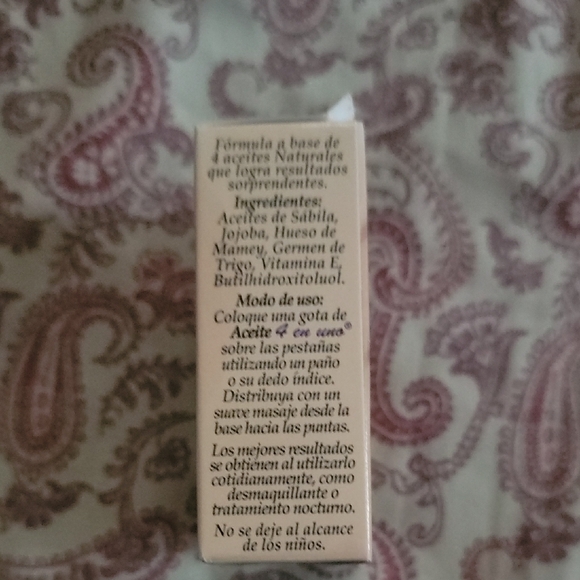 Fórmula a base de
4 aceites Naturales
que logra resultados
sorprendentes.
Ingredientes:
Aceites de Sábila,
Jojoba, Hueso de
Mamey, Germen de
Trigo, Vitamina E,
Butilhidroxitoluol.
Modo de uso:
Coloque una gota de
Aceite 4 en uno®
sobre las pestañas
utilizando un paño
o su dedo índice.
Distribuya con un
suave masaje desde la
base hacia las puntas.
Los mejores resultados
se obtienen al utilizarlo
cotidianamente, como
desmaquillante o
tratamiento nocturno.
No se deje al alcance
de los niños.